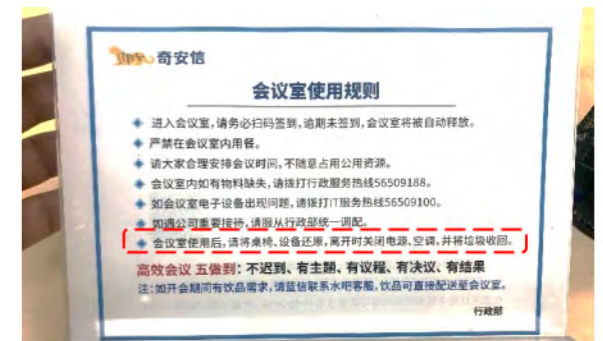 奇安信
会议室使用规则
◆ 进入会议室,请务必扫码签到,逾期未签到,会议室将被自动释放。
◆ 严禁在会议室内用餐。
◆ 请大家合理安排会议时间,不随意占用公用资源。
◆ 会议室内如有物料缺失,请拨打行政服务热线56509188。
◆ 如会议室电子设备出现问题,请拨打IT服务热线56509100。
◆ 如遇公司重要接待,请服从行政部统一调配。
◆ 会议室使用后,请将桌椅、设备还原,离开时关闭电源、空调,并将垃圾收回。
高效会议 五做到: 不迟到、有主题、有议程、有决议、有结果
注:如开会期间有饮品需求,请蓝信联系水吧客服,饮品可直接配送至会议室。
行政部